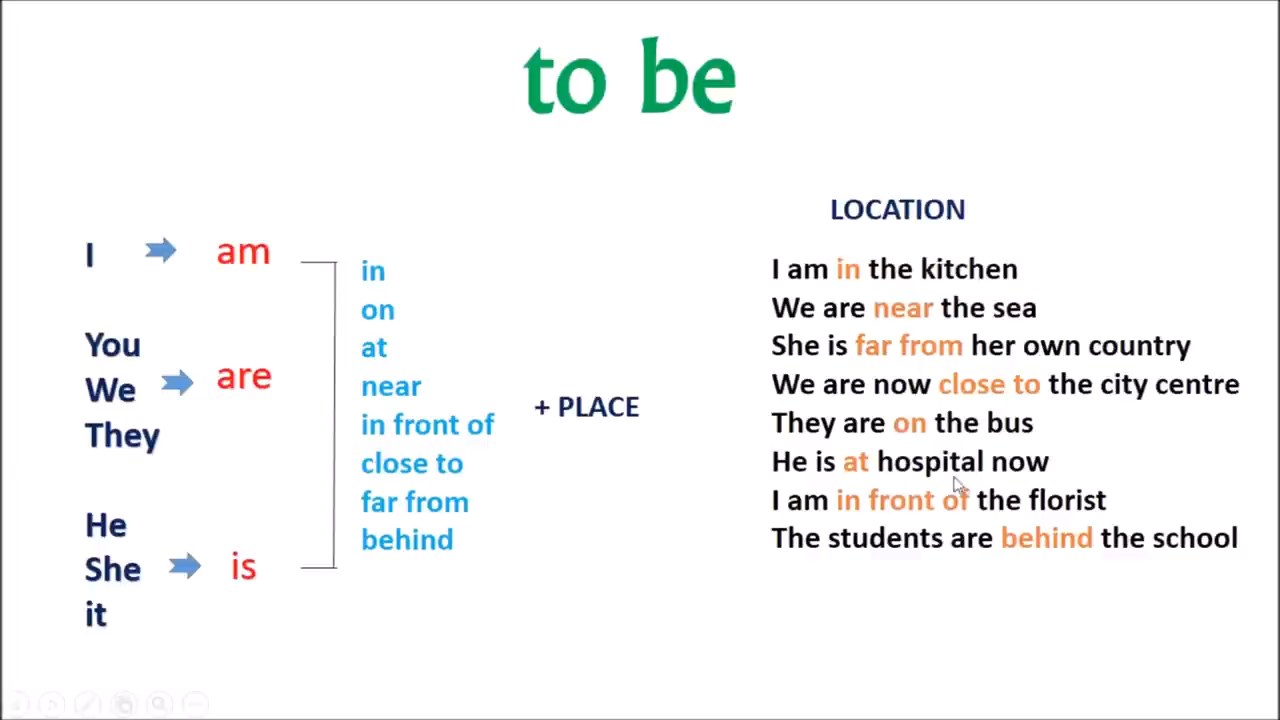 to be
I am
You
We are
They
He
She is
it
in
on
at
near
in front of
close to
far from
behind
+ PLACE
LOCATION
I am in the kitchen
We are near the sea
She is far from her own country
We are now close to the city centre
They are on the bus
He is at hospital now
I am in front of the florist
The students are behind the school